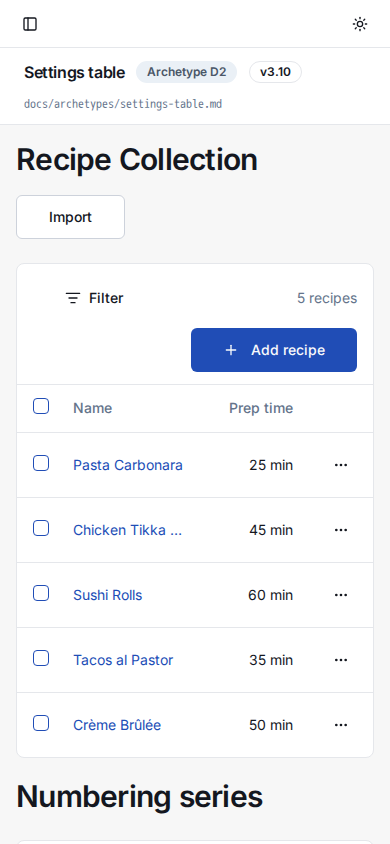 Settings table Archetype D2 v3.10
docs/archetypes/settings-table.md
Recipe Collection
Import
Filter 5 recipes
Add recipe
Name Prep time
Pasta Carbonara 25 min
Chicken Tikka ... 45 min
Sushi Rolls 60 min
Tacos al Pastor 35 min
Crème Brûlée 50 min
Numbering series